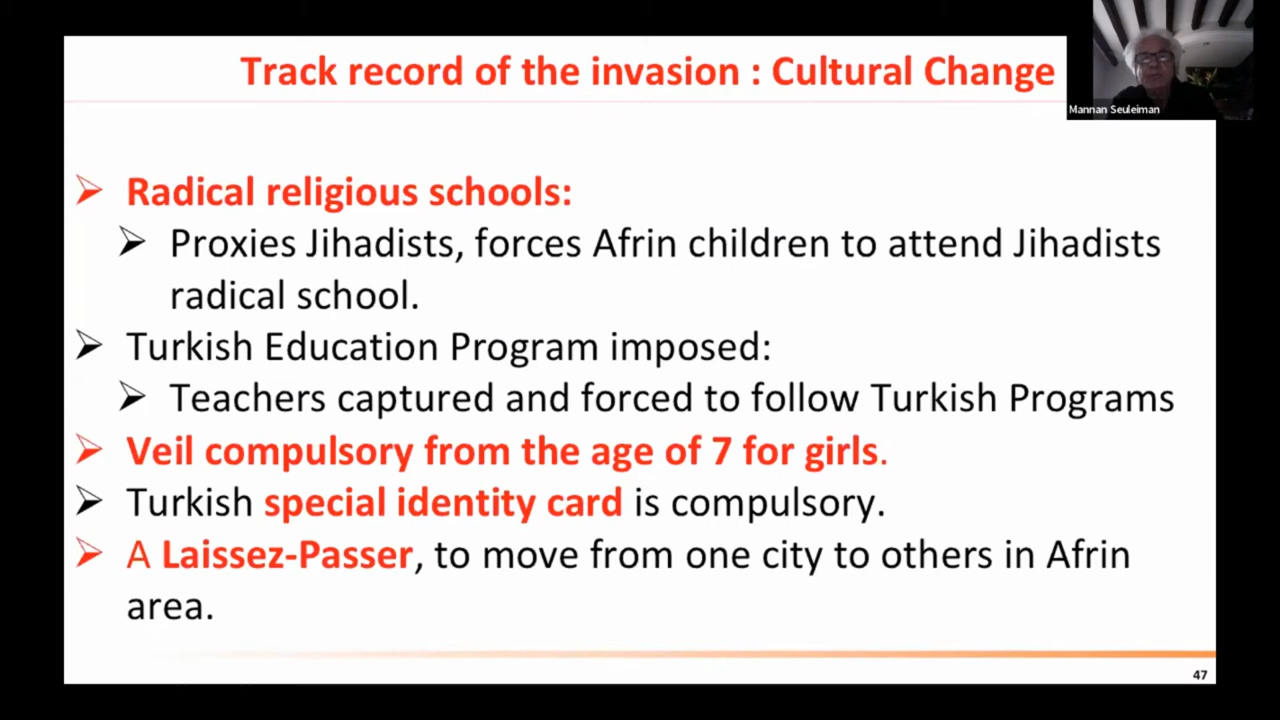 Track record of the invasion : Cultural Change
Mannan Seuleiman
Radical religious schools:
Proxies Jihadists, forces Afrin children to attend Jihadists
radical school.
Turkish Education Program imposed:
Teachers captured and forced to follow Turkish Programs
Veil compulsory from the age of 7 for girls.
Turkish special identity card is compulsory.
A Laissez-Passer, to move from one city to others in Afrin
area.
47